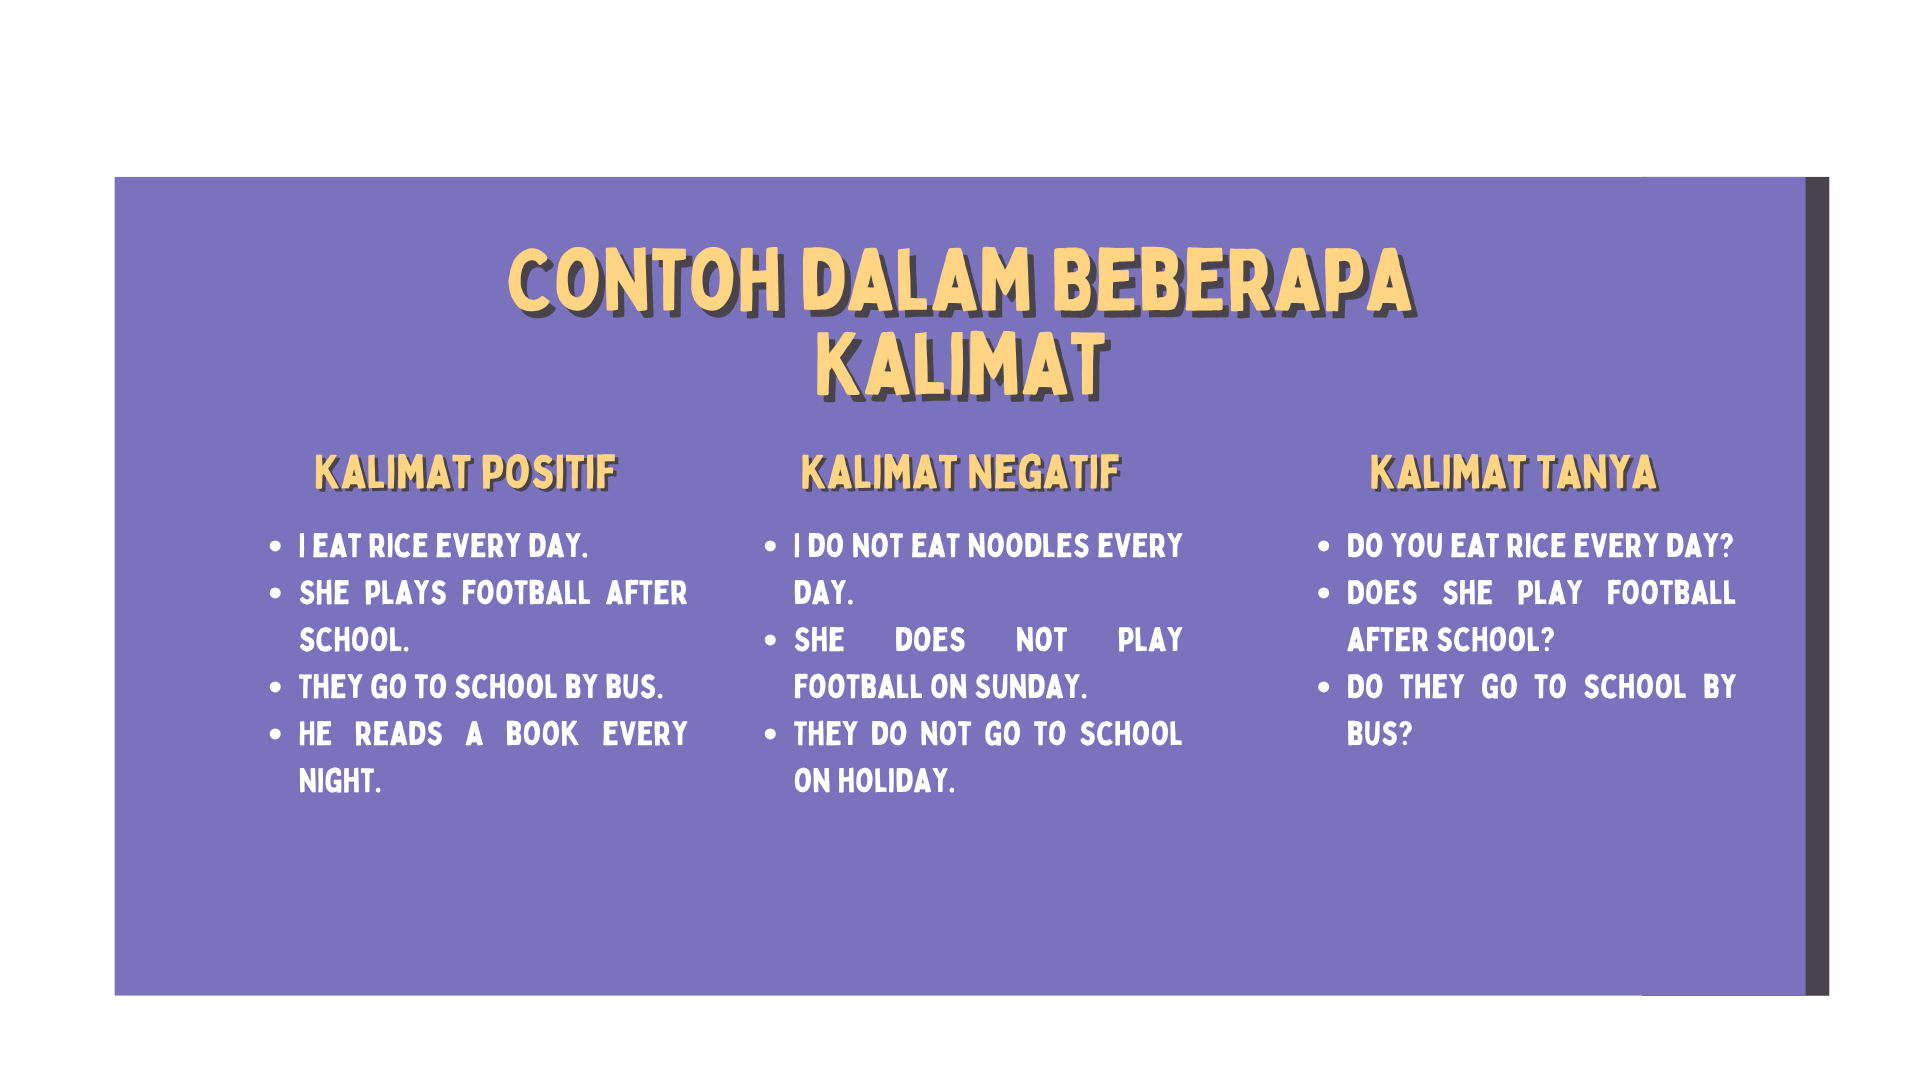 CONTOH DALAM BEBERAPA
KALIMAT
KALIMAT POSITIF
• I EAT RICE EVERY DAY.
• SHE PLAYS FOOTBALL AFTER
SCHOOL.
• THEY GO TO SCHOOL BY BUS.
• HE READS A BOOK EVERY
NIGHT.
KALIMAT NEGATIF
• I DO NOT EAT NOODLES EVERY
DAY.
• SHE DOES NOT PLAY
FOOTBALL ON SUNDAY.
• THEY DO NOT GO TO SCHOOL
ON HOLIDAY.
KALIMAT TANYA
• DO YOU EAT RICE EVERY DAY?
• DOES SHE PLAY FOOTBALL
AFTER SCHOOL?
• DO THEY GO TO SCHOOL BY
BUS?